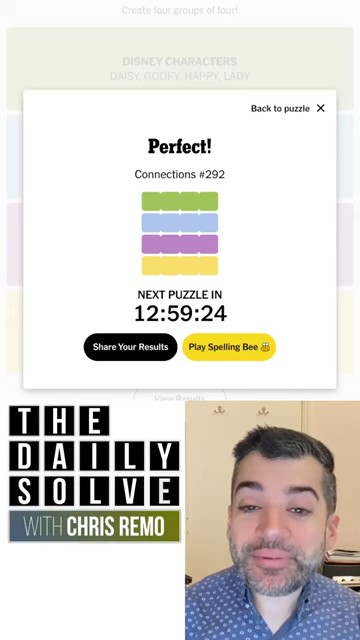 Create four groups of four!
DISNEY CHARACTERS
DAISY, GOOFY, HAPPY, LADY
Back to puzzle ×
Perfect!
Connections #292
NEXT PUZZLE IN
12:59:24
Share Your Results
Play Spelling Bee
View Results
THE
DAILY
SOLVE
WITH CHRIS REMO